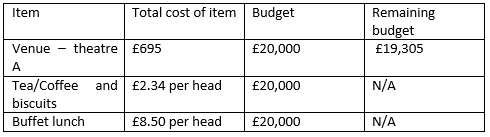 Item Total cost of item Budget Remaining budget
Venue – theatre A £695 £20,000 £19,305
Tea/Coffee and biscuits £2.34 per head £20,000 N/A
Buffet lunch £8.50 per head £20,000 N/A